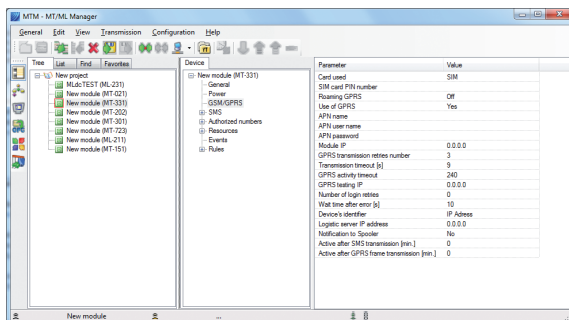 MTM - MT/ML Manager
General Edit View Transmission Configuration Help
Tree List Find Favorites
New project
MLdcTEST (ML-231)
New module (MT-021)
New module (MT-331)
New module (MT-202)
New module (MT-301)
New module (MT-723)
New module (ML-211)
New module (MT-151)
Device
New module (MT-331)
General
Power
GSM/GPRS
SMS
Authorized numbers
Resources
Events
Rules
Parameter Value
Card used SIM
SIM card PIN number
Roaming GPRS Off
Use of GPRS Yes
APN name
APN user name
APN password
Module IP 0.0.0.0
GPRS transmission retries number 3
Transmission timeout [s] 9
GPRS activity timeout 240
GPRS testing IP 0.0.0.0
Number of login retries 0
Wait time after error [s] 10
Device's identifier IP Adress
Logistic server IP address 0.0.0.0
Notification to Spooler No
Active after SMS transmission [min.] 0
Active after GPRS frame transmission [min.] 0
New module ...